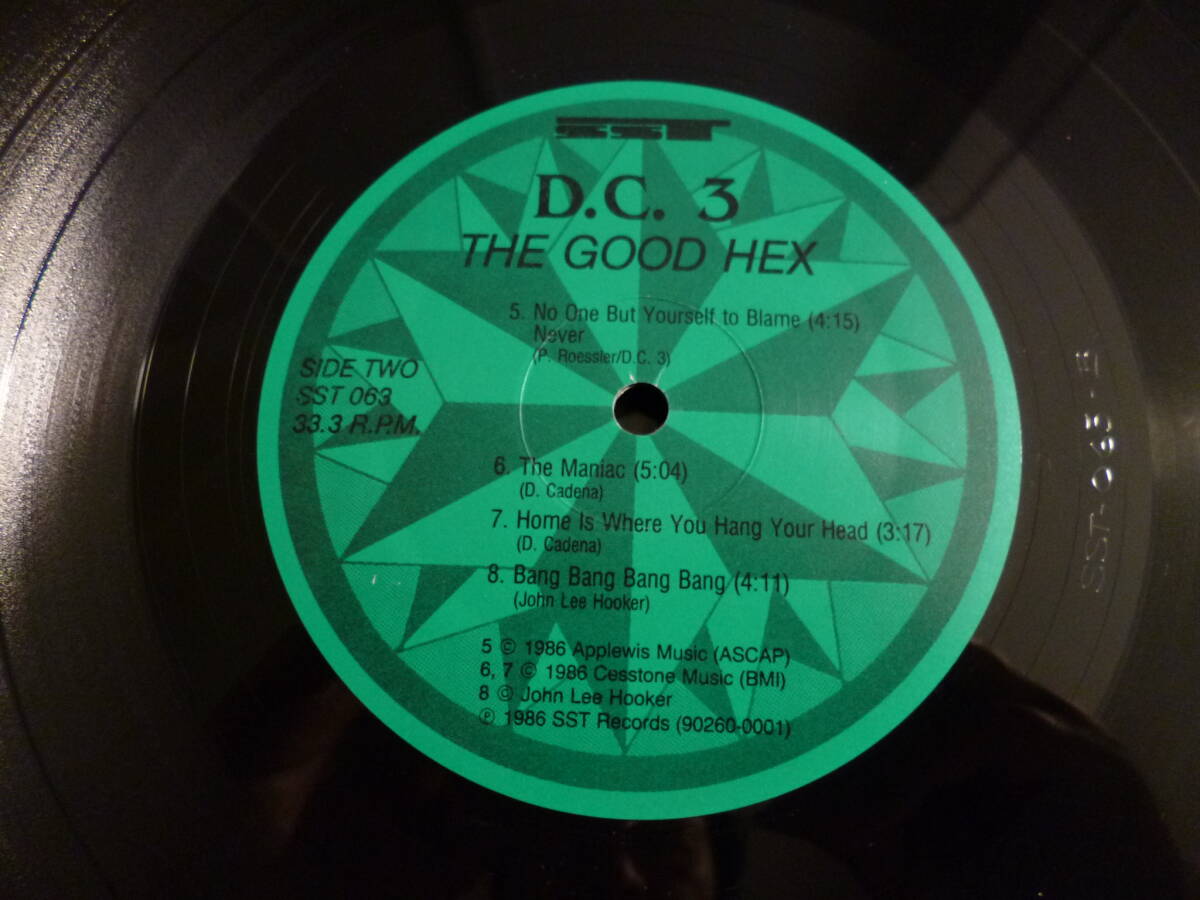 SST
D.C. 3
THE GOOD HEX
5. No One But Yourself to Blame (4:15)
Never
(P. Roessler/D.C. 3)
SIDE TWO
SST 063
33.3 R.P.M.
6. The Maniac (5:04)
(D. Cadena)
7. Home Is Where You Hang Your Head (3:17)
(D. Cadena)
8. Bang Bang Bang Bang (4:11)
(John Lee Hooker)
5 © 1986 Applewis Music (ASCAP)
6, 7 © 1986 Cesstone Music (BMI)
8 © John Lee Hooker
℗ 1986 SST Records (90260-0001)
SST-063-B